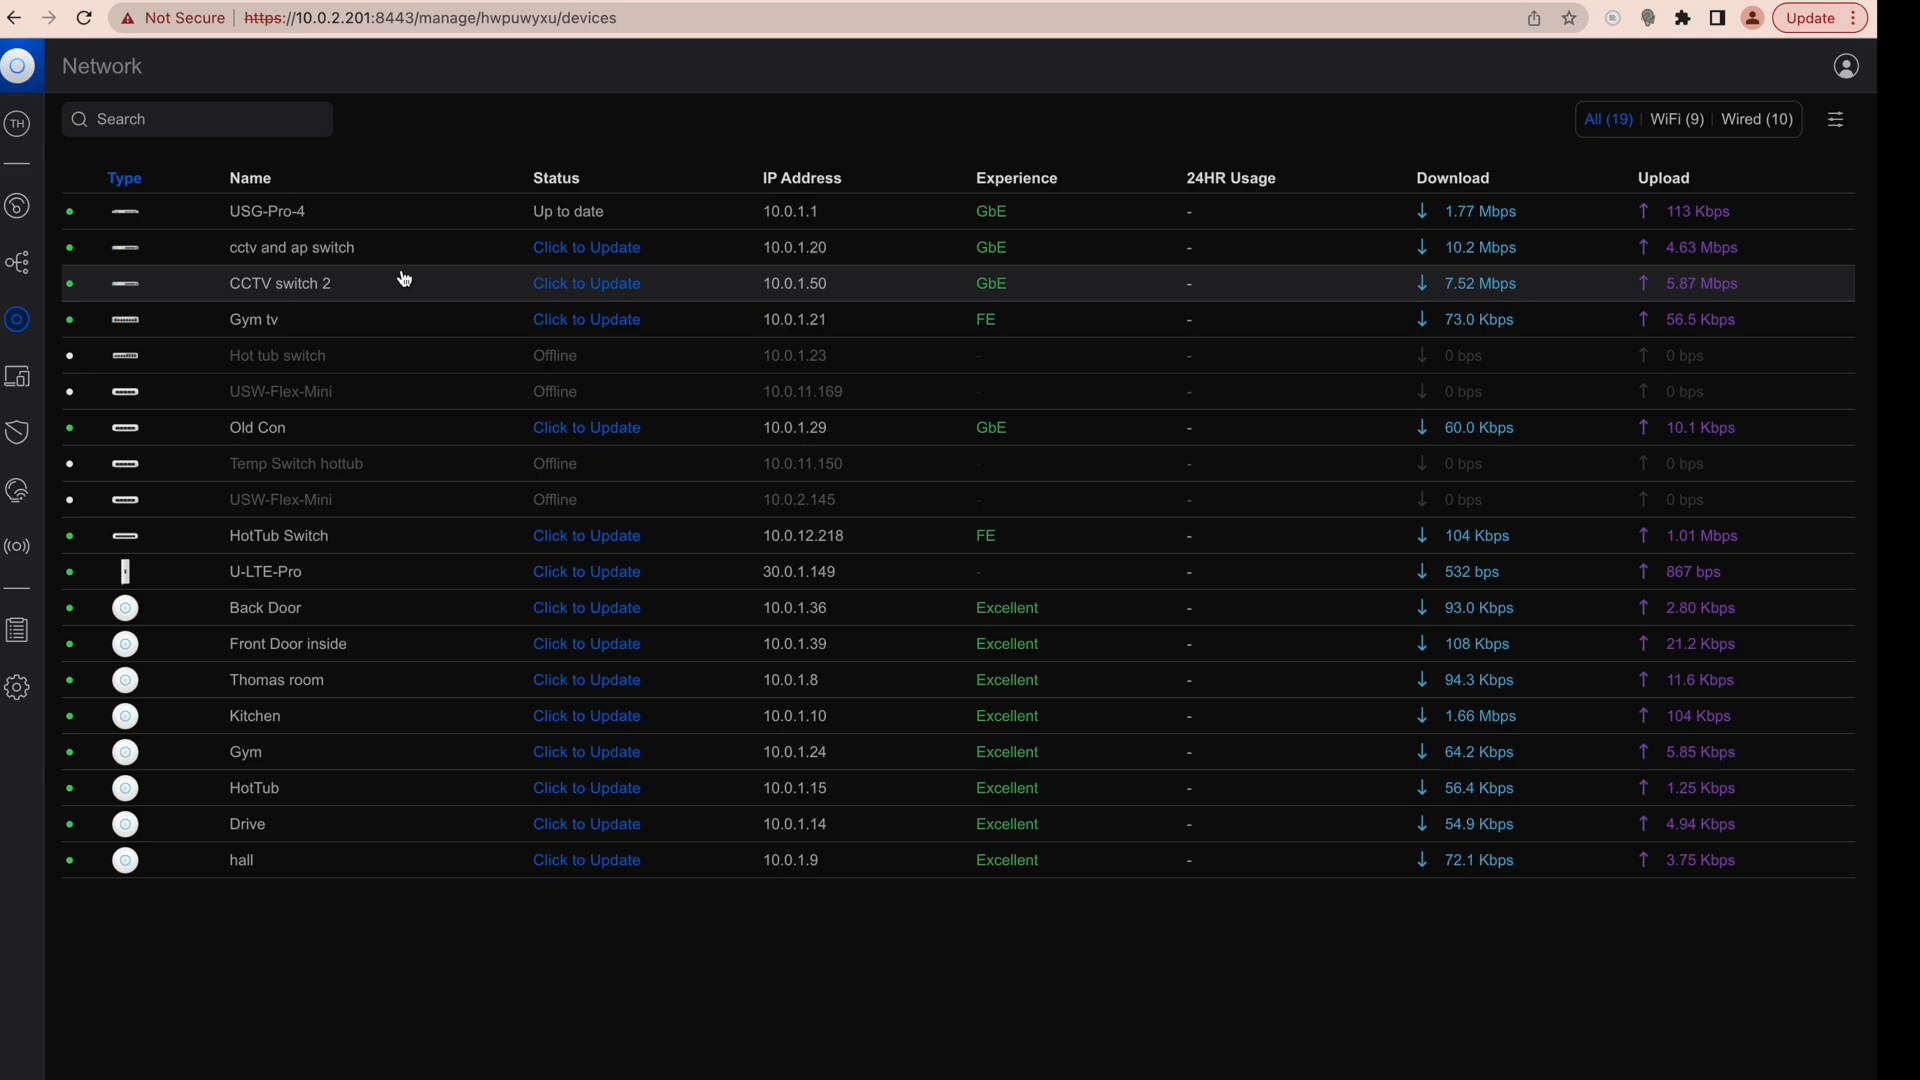 Not Secure https://10.0.2.201:8443/manage/hwpuwyxu/devices Update
Network
TH
Search All (19) WiFi (9) Wired (10)
Type Name Status IP Address Experience 24HR Usage Download Upload
USG-Pro-4 Up to date 10.0.1.1 GbE - ↓ 1.77 Mbps ↑ 113 Kbps
cctv and ap switch Click to Update 10.0.1.20 GbE - ↓ 10.2 Mbps ↑ 4.63 Mbps
CCTV switch 2 Click to Update 10.0.1.50 GbE - ↓ 7.52 Mbps ↑ 5.87 Mbps
Gym tv Click to Update 10.0.1.21 FE - ↓ 73.0 Kbps ↑ 56.5 Kbps
Hot tub switch Offline 10.0.1.23 - - ↓ 0 bps ↑ 0 bps
USW-Flex-Mini Offline 10.0.11.169 - - ↓ 0 bps ↑ 0 bps
Old Con Click to Update 10.0.1.29 GbE - ↓ 60.0 Kbps ↑ 10.1 Kbps
Temp Switch hottub Offline 10.0.11.150 - - ↓ 0 bps ↑ 0 bps
USW-Flex-Mini Offline 10.0.2.145 - - ↓ 0 bps ↑ 0 bps
HotTub Switch Click to Update 10.0.12.218 FE - ↓ 104 Kbps ↑ 1.01 Mbps
U-LTE-Pro Click to Update 30.0.1.149 - - ↓ 532 bps ↑ 867 bps
Back Door Click to Update 10.0.1.36 Excellent - ↓ 93.0 Kbps ↑ 2.80 Kbps
Front Door inside Click to Update 10.0.1.39 Excellent - ↓ 108 Kbps ↑ 21.2 Kbps
Thomas room Click to Update 10.0.1.8 Excellent - ↓ 94.3 Kbps ↑ 11.6 Kbps
Kitchen Click to Update 10.0.1.10 Excellent - ↓ 1.66 Mbps ↑ 104 Kbps
Gym Click to Update 10.0.1.24 Excellent - ↓ 64.2 Kbps ↑ 5.85 Kbps
HotTub Click to Update 10.0.1.15 Excellent - ↓ 56.4 Kbps ↑ 1.25 Kbps
Drive Click to Update 10.0.1.14 Excellent - ↓ 54.9 Kbps ↑ 4.94 Kbps
hall Click to Update 10.0.1.9 Excellent - ↓ 72.1 Kbps ↑ 3.75 Kbps